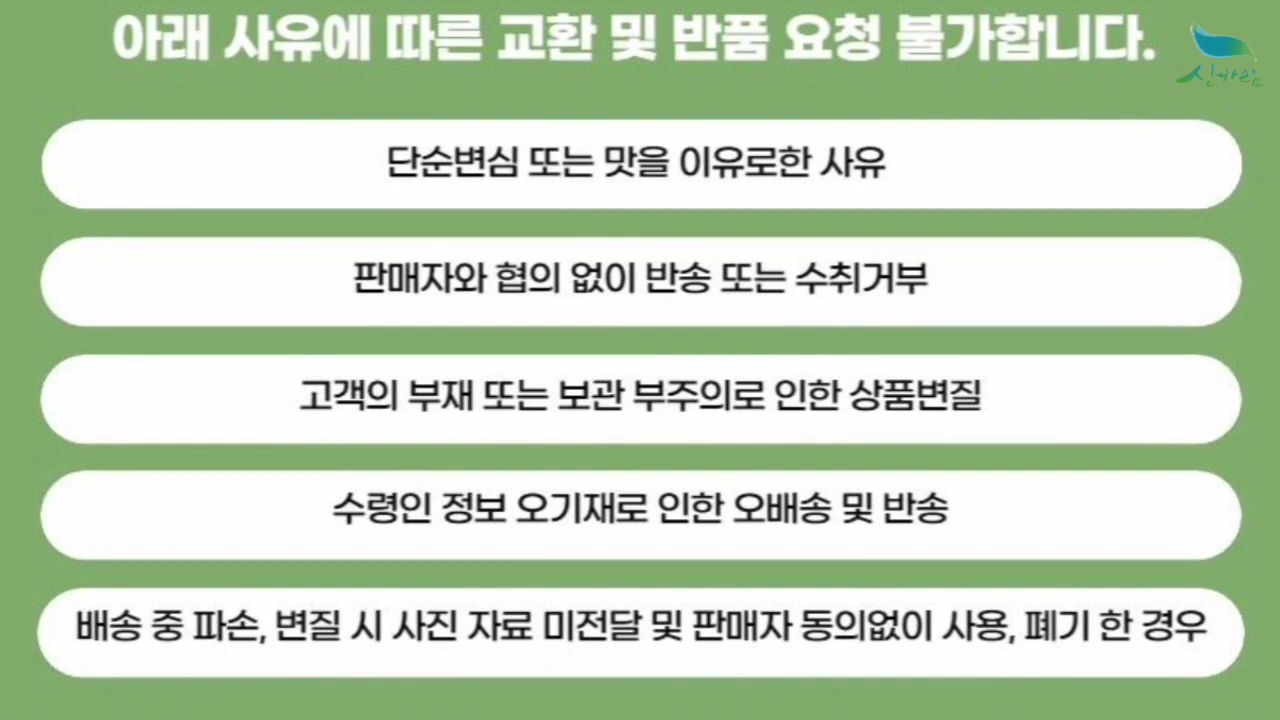 아래 사유에 따른 교환 및 반품 요청 불가합니다.
신바람
단순변심 또는 맛을 이유로한 사유
판매자와 협의 없이 반송 또는 수취거부
고객의 부재 또는 보관 부주의로 인한 상품변질
수령인 정보 오기재로 인한 오배송 및 반송
배송 중 파손, 변질 시 사진 자료 미전달 및 판매자 동의없이 사용, 폐기 한 경우